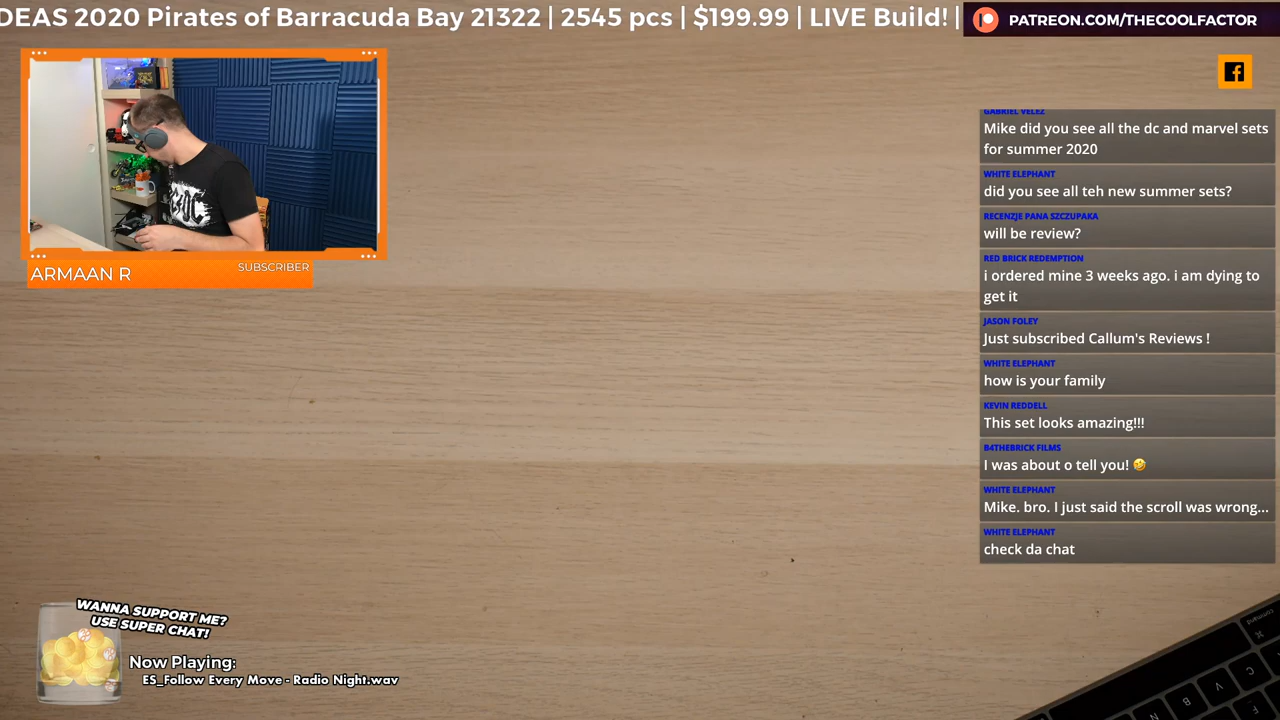 DEAS 2020 Pirates of Barracuda Bay 21322 | 2545 pcs | $199.99 | LIVE Build! |
PATREON.COM/THECOOLFACTOR
ARMAAN R
SUBSCRIBER
GABRIEL VELEZ
Mike did you see all the dc and marvel sets
for summer 2020
WHITE ELEPHANT
did you see all teh new summer sets?
RECENZJE PANA SZCZUPAKA
will be review?
RED BRICK REDEMPTION
i ordered mine 3 weeks ago. i am dying to
get it
JASON FOLEY
Just subscribed Callum's Reviews !
WHITE ELEPHANT
how is your family
KEVIN REDDELL
This set looks amazing!!!
B4THEBRICK FILMS
I was about o tell you! 🤣
WHITE ELEPHANT
Mike. bro. I just said the scroll was wrong...
WHITE ELEPHANT
check da chat
WANNA SUPPORT ME?
USE SUPER CHAT!
Now Playing:
ES_Follow Every Move - Radio Night.wav
command
⌘
C
V
B
N
F